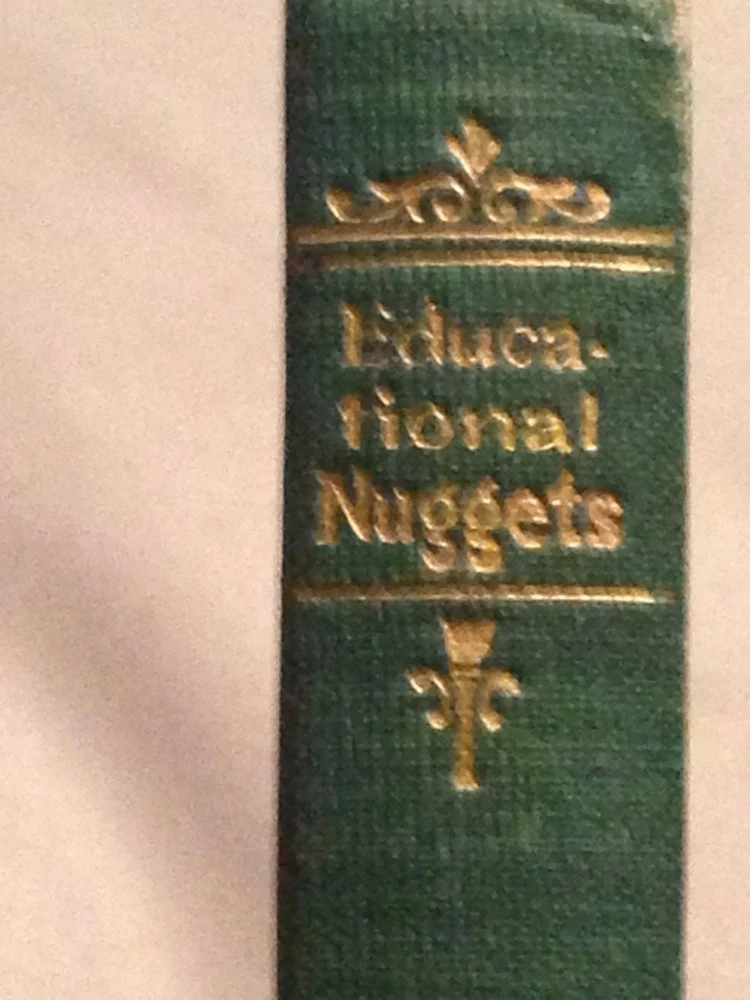 Educa-
tional
Nuggets